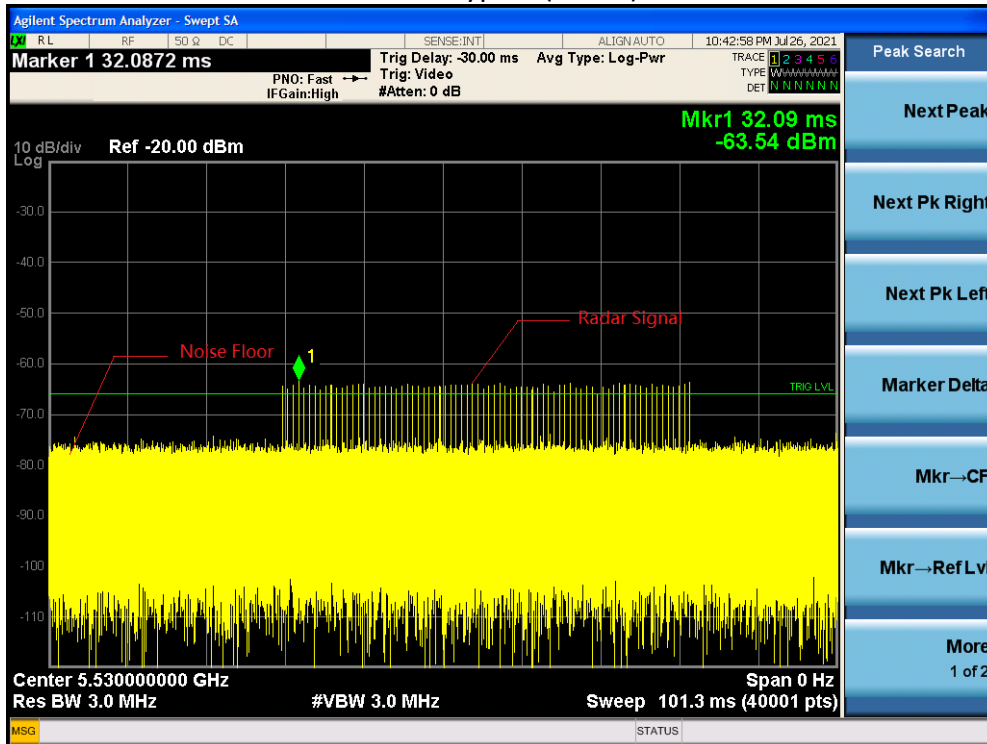 Agilent Spectrum Analyzer - Swept SA
LXI RL RF 50 Ω DC SENSE:INT ALIGN AUTO 10:42:58 PM Jul 26, 2021
Marker 1 32.0872 ms
PNO: Fast
IFGain:High
Trig Delay: -30.00 ms
Trig: Video
#Atten: 0 dB
Avg Type: Log-Pwr
TRACE 1 2 3 4 5 6
TYPE WWWWWW
DET N N N N N N
Mkr1 32.09 ms
-63.54 dBm
10 dB/div Ref -20.00 dBm
Log
-30.0
-40.0
-50.0
-60.0
-70.0
-80.0
-90.0
-100
-110
Radar Signal
Noise Floor
1
TRIG LVL
Center 5.530000000 GHz Span 0 Hz
Res BW 3.0 MHz #VBW 3.0 MHz Sweep 101.3 ms (40001 pts)
MSG STATUS
Peak Search
Next Peak
Next Pk Right
Next Pk Left
Marker Delta
Mkr→CF
Mkr→Ref Lvl
More
1 of 2